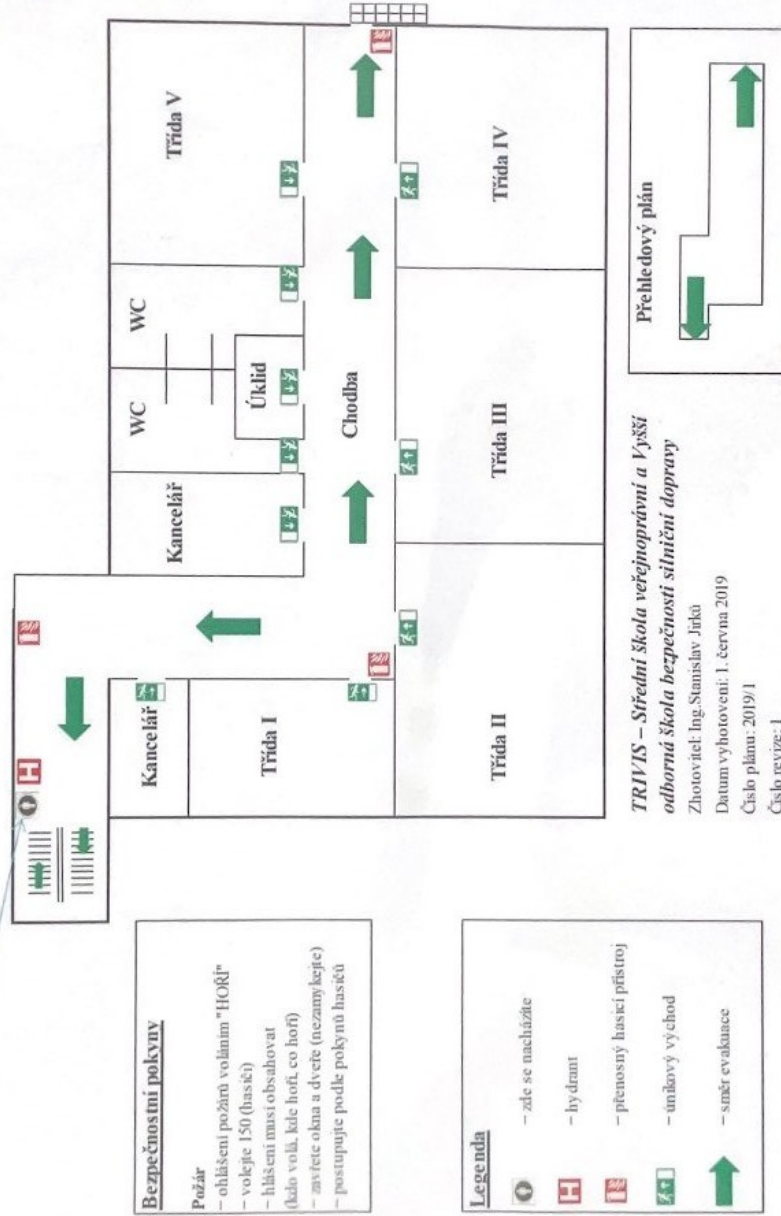 Třída V
WC
WC
Úklid
Kancelář
Chodba
Kancelář
Třída I
Třída II
Třída III
Třída IV
H
Bezpečnostní pokyny
Požár
– ohlášení požárů voláním "HOŘÍ"
– volejte 150 (hasiči)
– hlášení musí obsahovat
(kdo volá, kde hoří, co hoří)
– zavřete okna a dveře (nezamykejte)
– postupujte podle pokynů hasičů
Legenda
– zde se nacházíte
H – hydrant
– přenosný hasicí přístroj
– únikový východ
– směr evakuace
TRIVIS – Střední škola veřejnoprávní a Vyšší
odborná škola bezpečnosti silniční dopravy
Zhotovitel: Ing.Stanislav Jirků
Datum vyhotovení: 1. června 2019
Číslo plánu: 2019/1
Číslo revize: 1
Přehledový plán